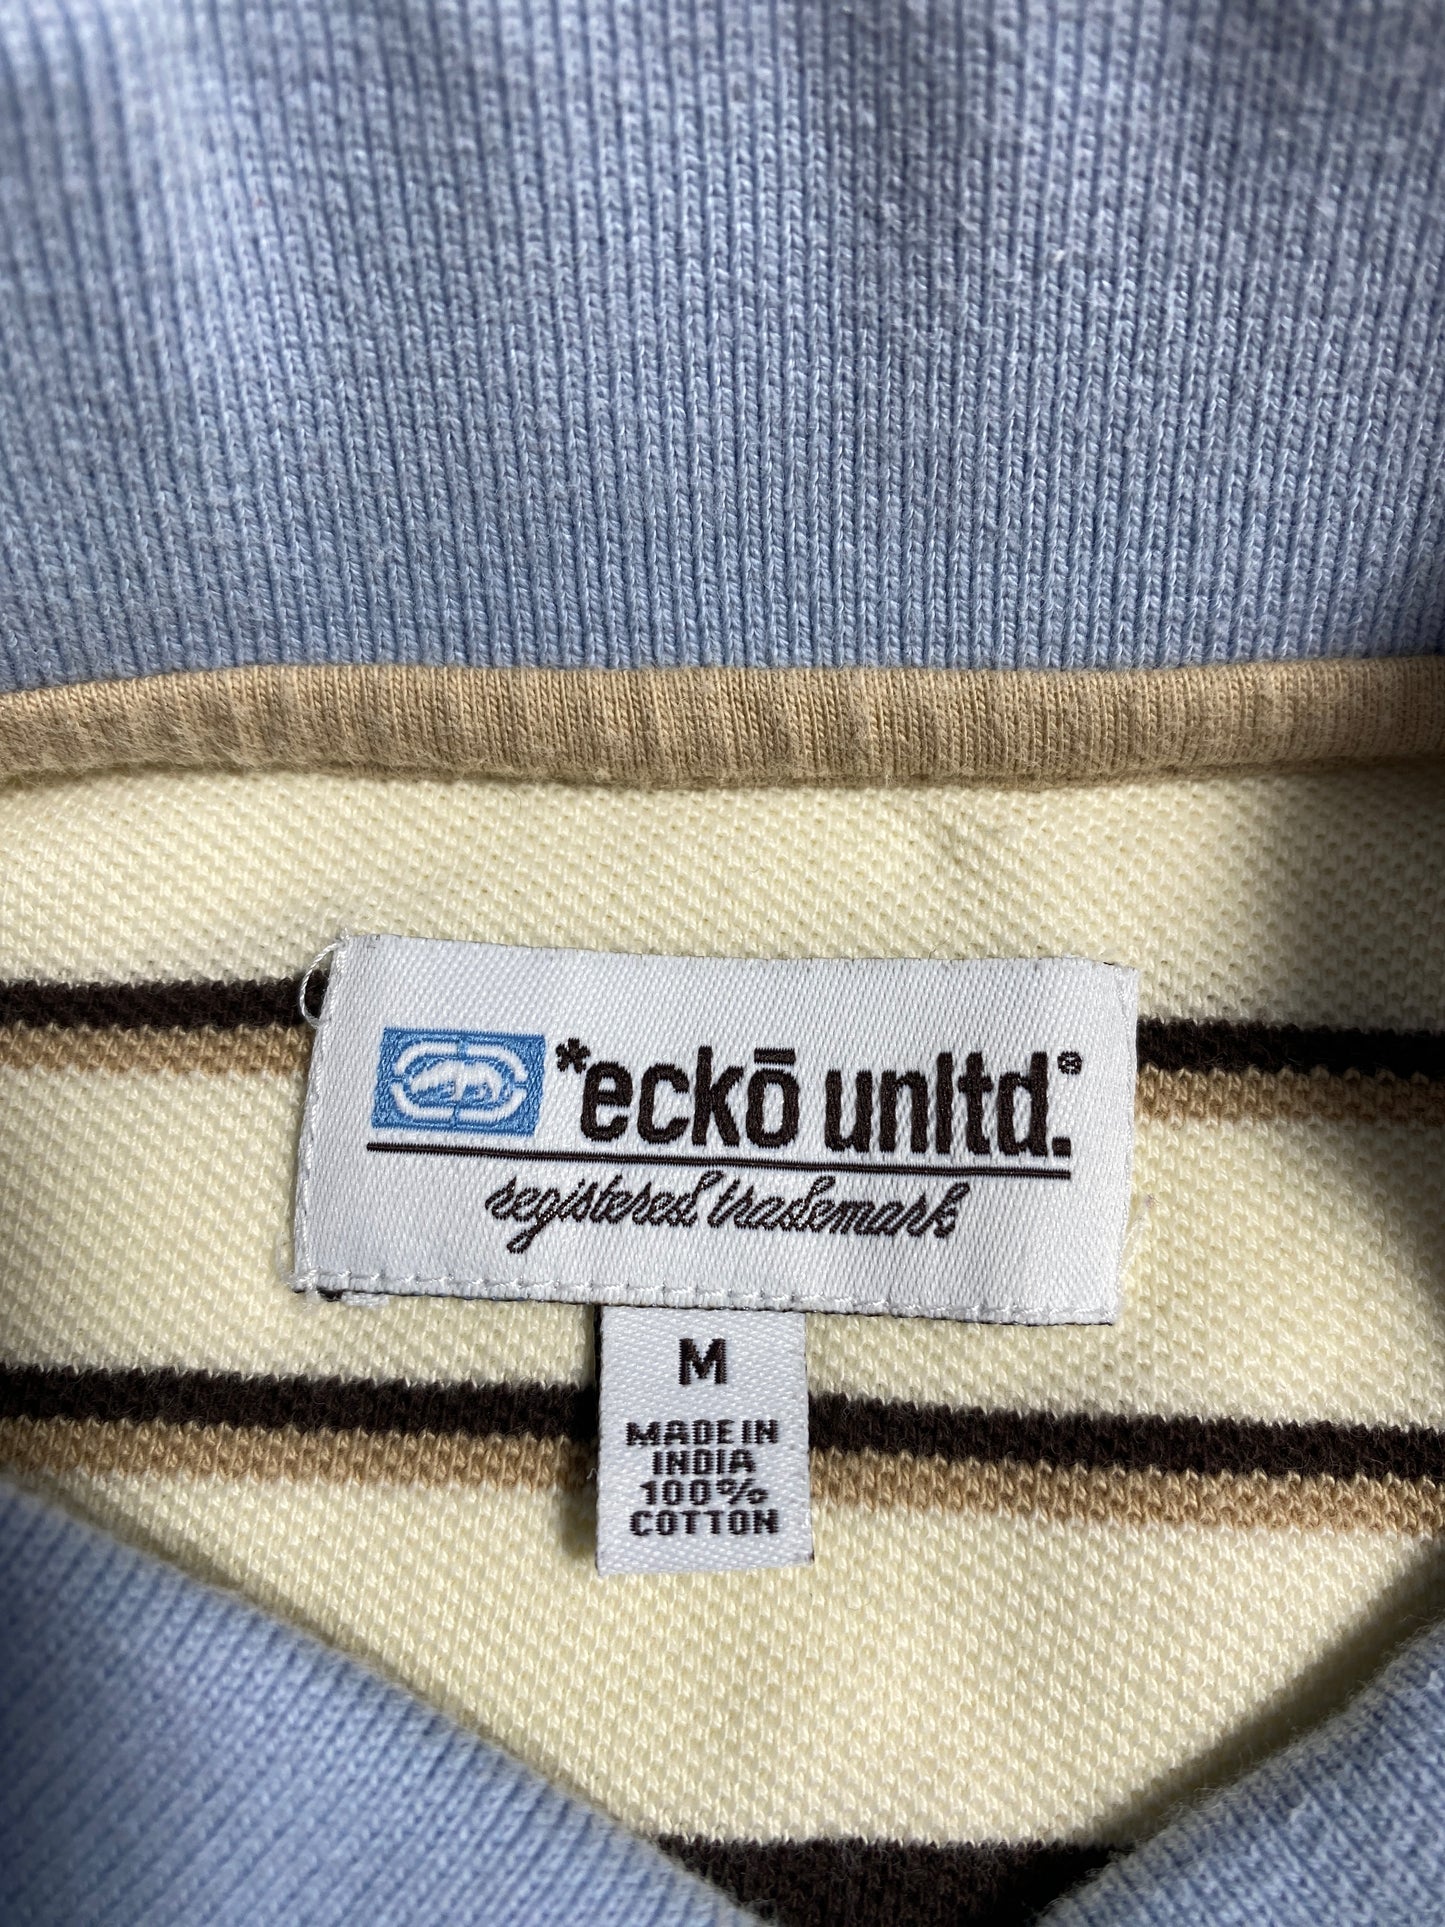 *eckō unltd.®
registered trademark
M
MADE IN
INDIA
100%
COTTON